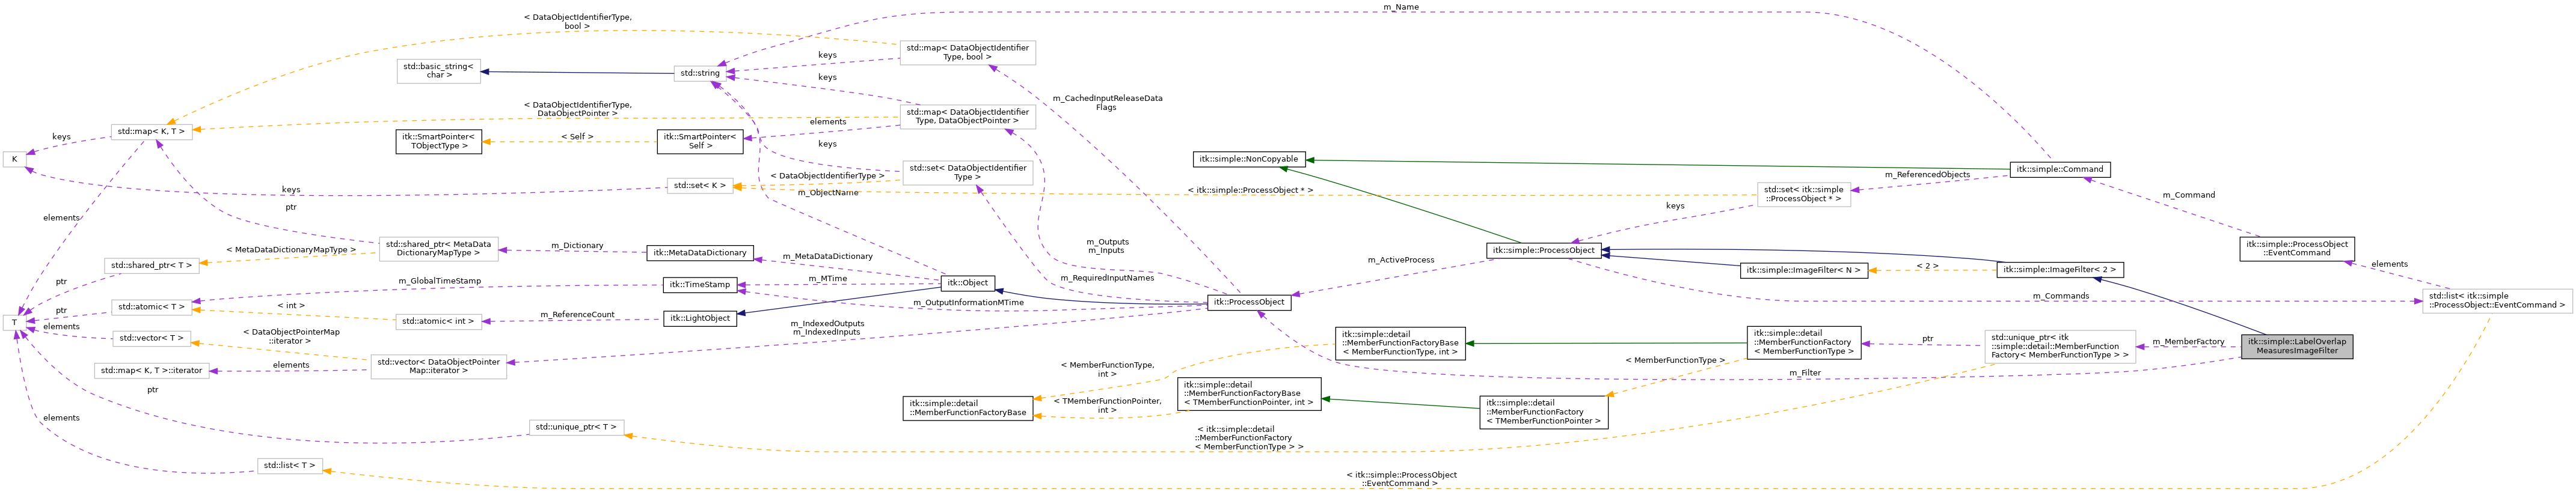 m_Name
< DataObjectIdentifierType,
bool >
std::map< DataObjectIdentifier
Type, bool >
keys
std::basic_string<
char >
std::string
keys
m_CachedInputReleaseData
Flags
< DataObjectIdentifierType,
DataObjectPointer >
std::map< DataObjectIdentifier
Type, DataObjectPointer >
elements
std::map< K, T >
keys
itk::SmartPointer<
TObjectType >
< Self >
itk::SmartPointer<
Self >
keys
K
itk::simple::NonCopyable
itk::simple::Command
std::set< DataObjectIdentifier
Type >
< DataObjectIdentifierType >
m_ReferencedObjects
std::set< K >
keys
m_ObjectName
< itk::simple::ProcessObject * >
std::set< itk::simple
::ProcessObject * >
m_Command
ptr
keys
elements
m_Outputs
m_Inputs
std::shared_ptr< MetaData
DictionaryMapType >
< MetaDataDictionaryMapType >
m_Dictionary
itk::MetaDataDictionary
m_MetaDataDictionary
itk::simple::ProcessObject
itk::simple::ProcessObject
::EventCommand
m_ActiveProcess
std::shared_ptr< T >
itk::simple::ImageFilter< N >
< 2 >
itk::simple::ImageFilter< 2 >
elements
ptr
m_GlobalTimeStamp
itk::TimeStamp
m_MTime
itk::Object
m_RequiredInputNames
m_Commands
std::list< itk::simple
::ProcessObject::EventCommand >
std::atomic< T >
< int >
m_OutputInformationMTime
itk::ProcessObject
ptr
T
std::atomic< int >
m_ReferenceCount
itk::LightObject
elements
std::vector< T >
< DataObjectPointerMap
::iterator >
m_IndexedOutputs
m_IndexedInputs
itk::simple::detail
::MemberFunctionFactoryBase
< MemberFunctionType, int >
itk::simple::detail
::MemberFunctionFactory
< MemberFunctionType >
ptr
std::unique_ptr< itk
::simple::detail::MemberFunction
Factory< MemberFunctionType > >
m_MemberFactory
itk::simple::LabelOverlap
MeasuresImageFilter
std::map< K, T >::iterator
elements
std::vector< DataObjectPointer
Map::iterator >
< MemberFunctionType,
int >
< MemberFunctionType >
m_Filter
ptr
itk::simple::detail
::MemberFunctionFactoryBase
< TMemberFunctionPointer,
int >
itk::simple::detail
::MemberFunctionFactoryBase
< TMemberFunctionPointer, int >
itk::simple::detail
::MemberFunctionFactory
< TMemberFunctionPointer >
elements
std::unique_ptr< T >
< itk::simple::detail
::MemberFunctionFactory
< MemberFunctionType > >
std::list< T >
< itk::simple::ProcessObject
::EventCommand >